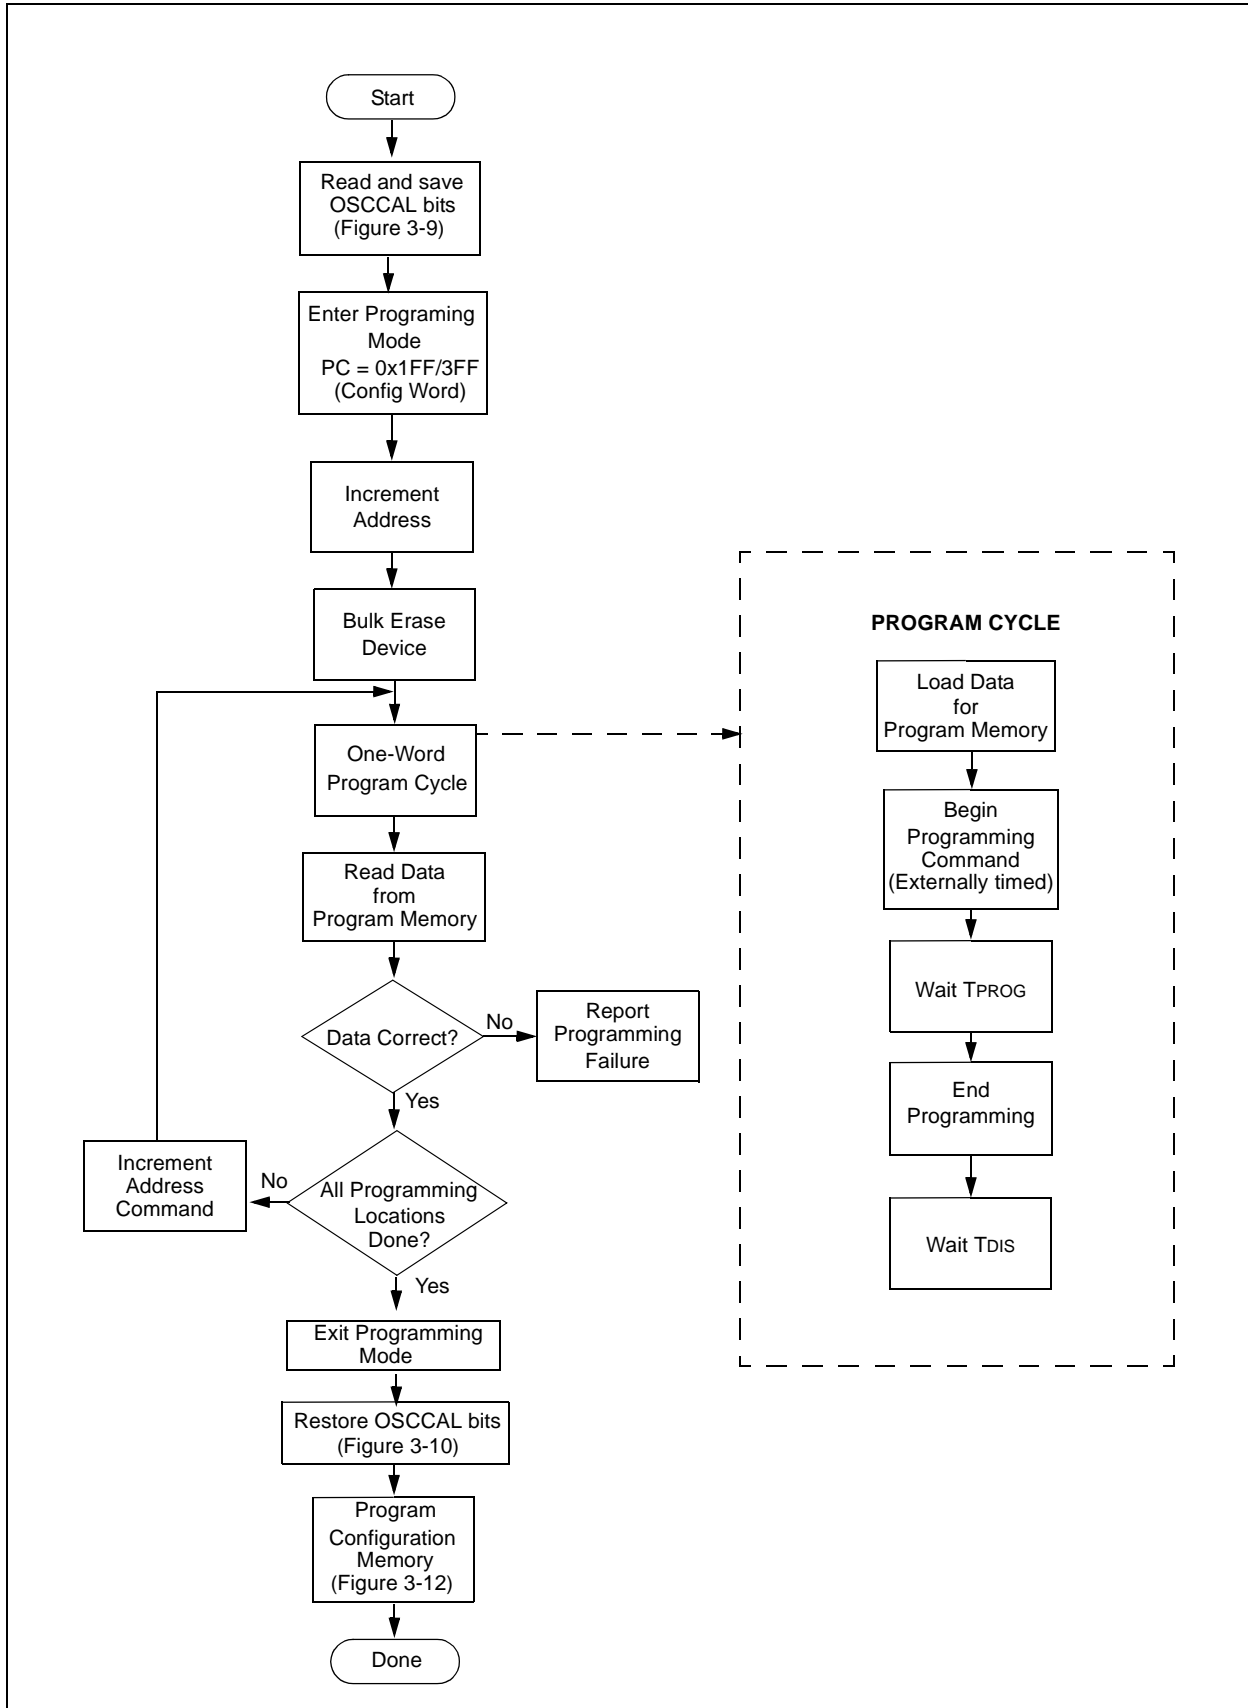 Start
Read and save
OSCCAL bits
(Figure 3-9)
Enter Programing
Mode
PC = 0x1FF/3FF
(Config Word)
Increment
Address
Bulk Erase
Device
One-Word
Program Cycle
Read Data
from
Program Memory
Data Correct?
No
Report
Programming
Failure
Yes
All Programming
Locations
Done?
No
Increment
Address
Command
Yes
Exit Programming
Mode
Restore OSCCAL bits
(Figure 3-10)
Program
Configuration
Memory
(Figure 3-12)
Done
PROGRAM CYCLE
Load Data
for
Program Memory
Begin
Programming
Command
(Externally timed)
Wait TPROG
End
Programming
Wait TDIS